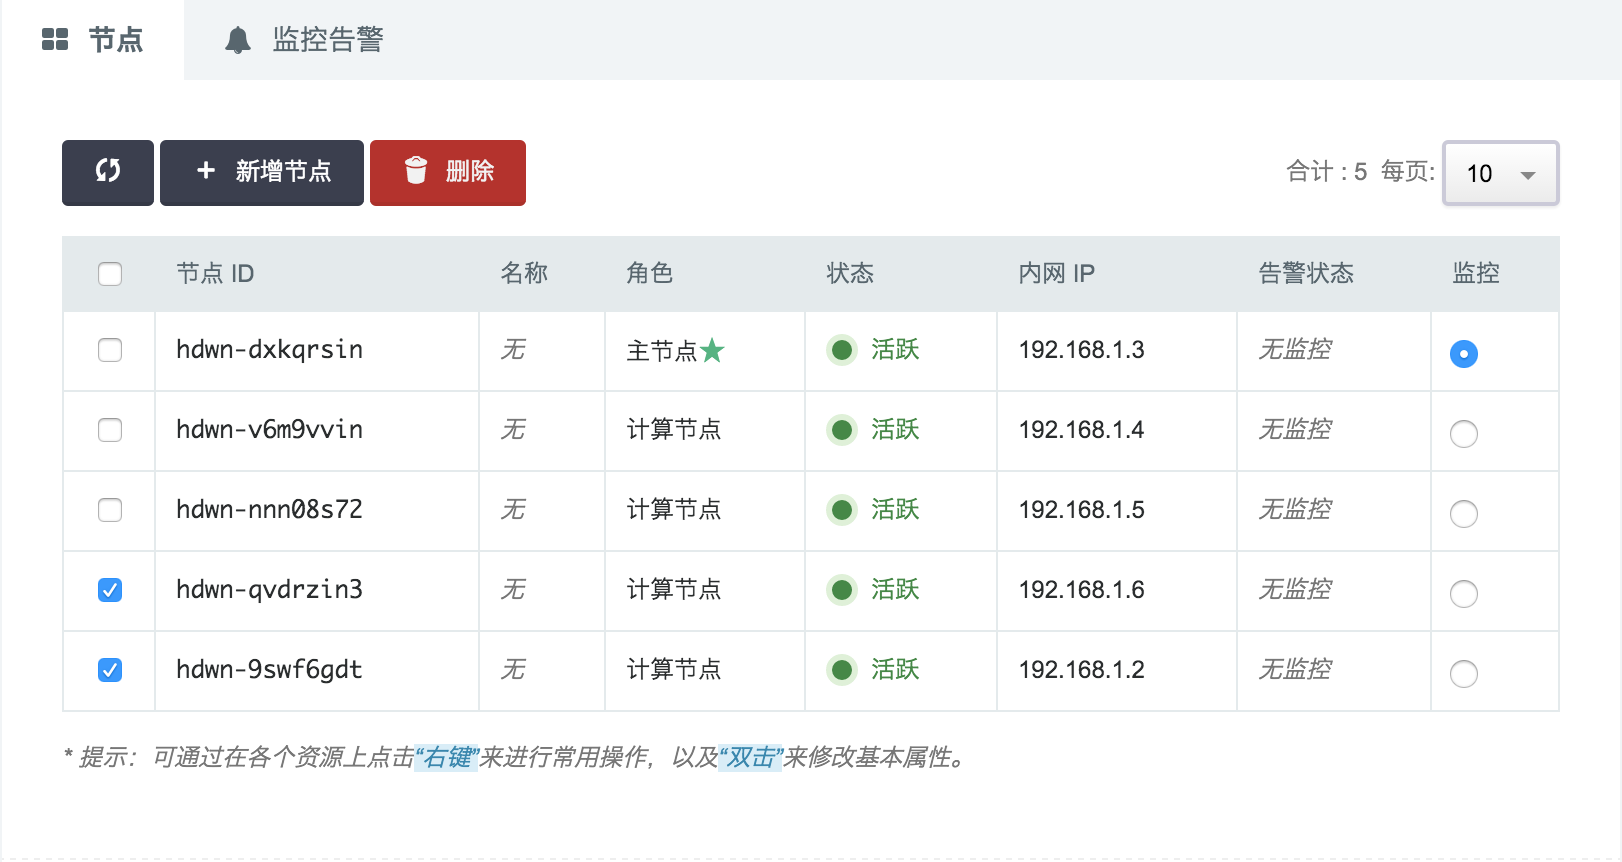 节点 监控告警
新增节点 删除 合计 : 5 每页: 10
节点 ID 名称 角色 状态 内网 IP 告警状态 监控
hdwn-dxkqrsin 无 主节点 活跃 192.168.1.3 无监控
hdwn-v6m9vvin 无 计算节点 活跃 192.168.1.4 无监控
hdwn-nnn08s72 无 计算节点 活跃 192.168.1.5 无监控
hdwn-qvdrzin3 无 计算节点 活跃 192.168.1.6 无监控
hdwn-9swf6gdt 无 计算节点 活跃 192.168.1.2 无监控
* 提示：可通过在各个资源上点击“右键”来进行常用操作，以及“双击”来修改基本属性。